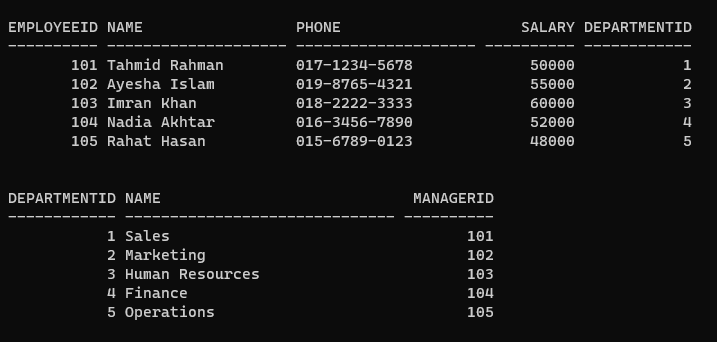 EMPLOYEEID NAME                 PHONE                    SALARY DEPARTMENTID
---------- -------------------- -------------------- ---------- ------------
       101 Tahmid Rahman        017-1234-5678             50000            1
       102 Ayesha Islam         019-8765-4321             55000            2
       103 Imran Khan           018-2222-3333             60000            3
       104 Nadia Akhtar         016-3456-7890             52000            4
       105 Rahat Hasan          015-6789-0123             48000            5
DEPARTMENTID NAME                            MANAGERID
------------ ------------------------------ ----------
           1 Sales                                 101
           2 Marketing                             102
           3 Human Resources                       103
           4 Finance                               104
           5 Operations                            105